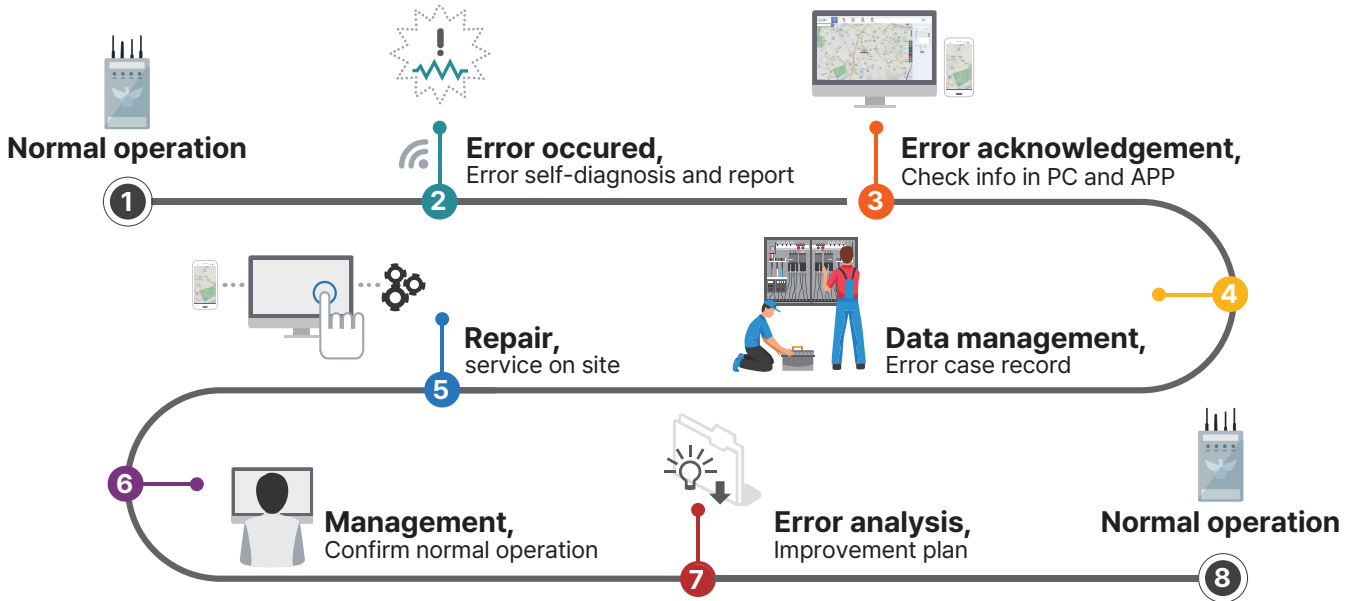 Normal operation
1
Error occured,
Error self-diagnosis and report
2
Error acknowledgement,
Check info in PC and APP
3
Data management,
Error case record
4
Repair,
service on site
5
Management,
Confirm normal operation
6
Error analysis,
Improvement plan
7
Normal operation
8